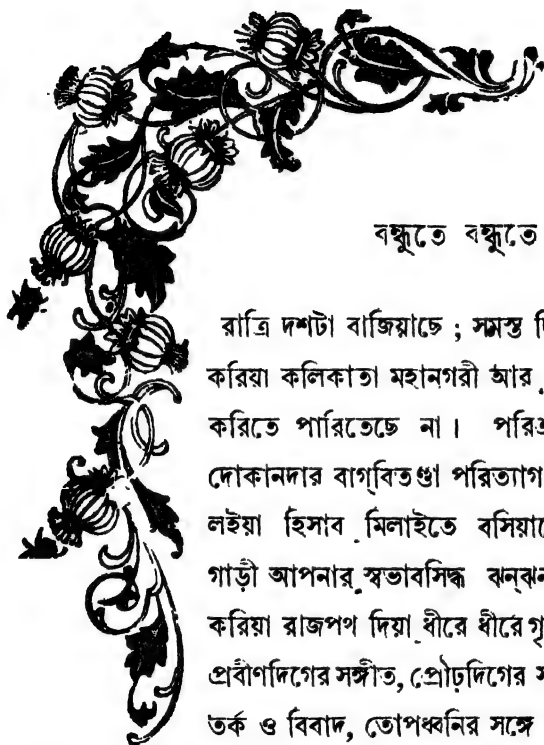 বন্ধুতে বন্ধুতে
রাত্রি দশটা বাজিয়াছে ; সমস্ত দি
করিয়া কলিকাতা মহানগরী আর
করিতে পারিতেছে না। পরিশ্র
দোকানদার বাগ্‌বিতণ্ডা পরিত্যাগ
লইয়া হিসাব মিলাইতে বসিয়াছে
গাড়ী আপনার স্বভাবসিদ্ধ ঝন্‌ঝন
করিয়া রাজপথ দিয়া ধীরে ধীরে গৃ
প্রবীণদিগের সঙ্গীত, প্রৌঢ়দিগের স
তর্ক ও বিবাদ, তোপধ্বনির সঙ্গে